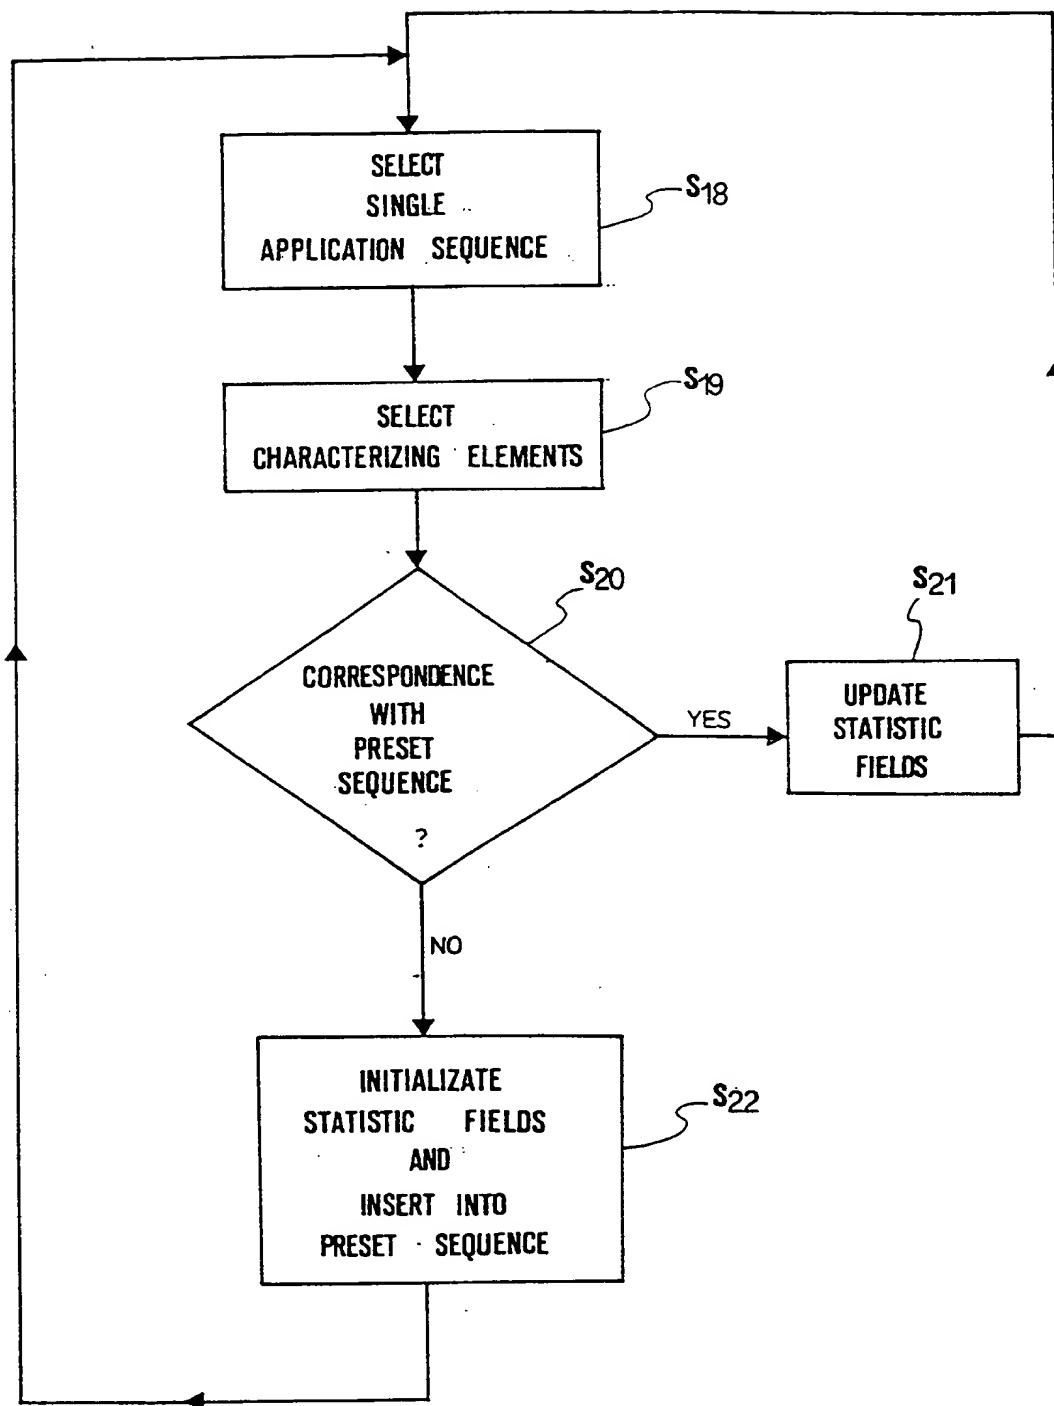 SELECT
SINGLE
APPLICATION SEQUENCE
S18
SELECT
CHARACTERIZING ELEMENTS
S19
CORRESPONDENCE
WITH
PRESET
SEQUENCE
?
S20
YES
UPDATE
STATISTIC
FIELDS
S21
NO
INITIALIZATE
STATISTIC FIELDS
AND
INSERT INTO
PRESET SEQUENCE
S22